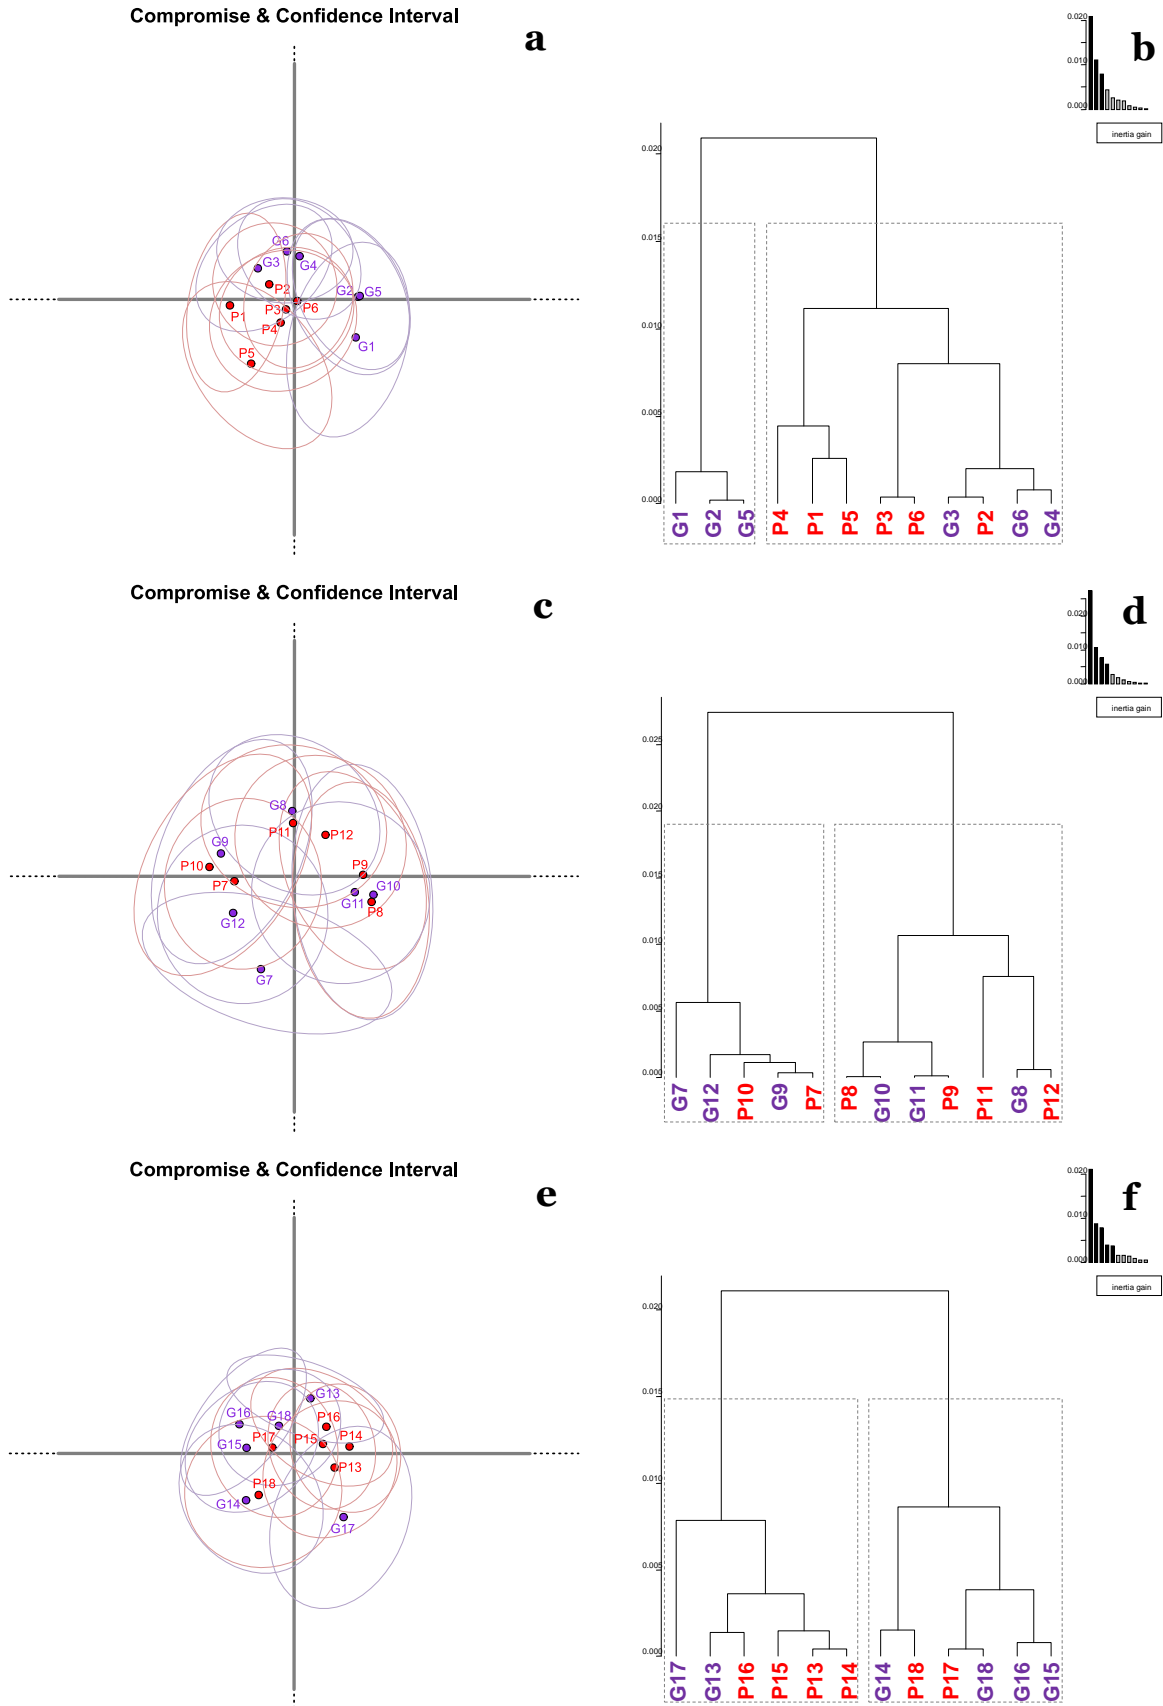 Compromise & Confidence Interval
a
G6
G3
G4
P2
G2
G5
P1
P3
P6
P4
G1
P5
b
0.020
0.010
0.000
inertia gain
0.020
0.015
0.010
0.005
0.000
G1 G2 G5 P4 P1 P5 P3 P6 G3 P2 G6 G4
Compromise & Confidence Interval
c
G8
P11
P12
G9
P10
P9
P7
G10
G11
P8
G12
G7
d
0.020
0.010
0.000
inertia gain
0.025
0.020
0.015
0.010
0.005
0.000
G7 G12 P10 G9 P7 P8 G10 G11 P9 P11 G8 P12
Compromise & Confidence Interval
e
G13
G16
G18
P16
P17
P15
P14
G15
P13
P18
G14
G17
f
0.020
0.010
0.000
inertia gain
0.020
0.015
0.010
0.005
0.000
G17 G13 P16 P15 P13 P14 G14 P18 P17 G18 G16 G15